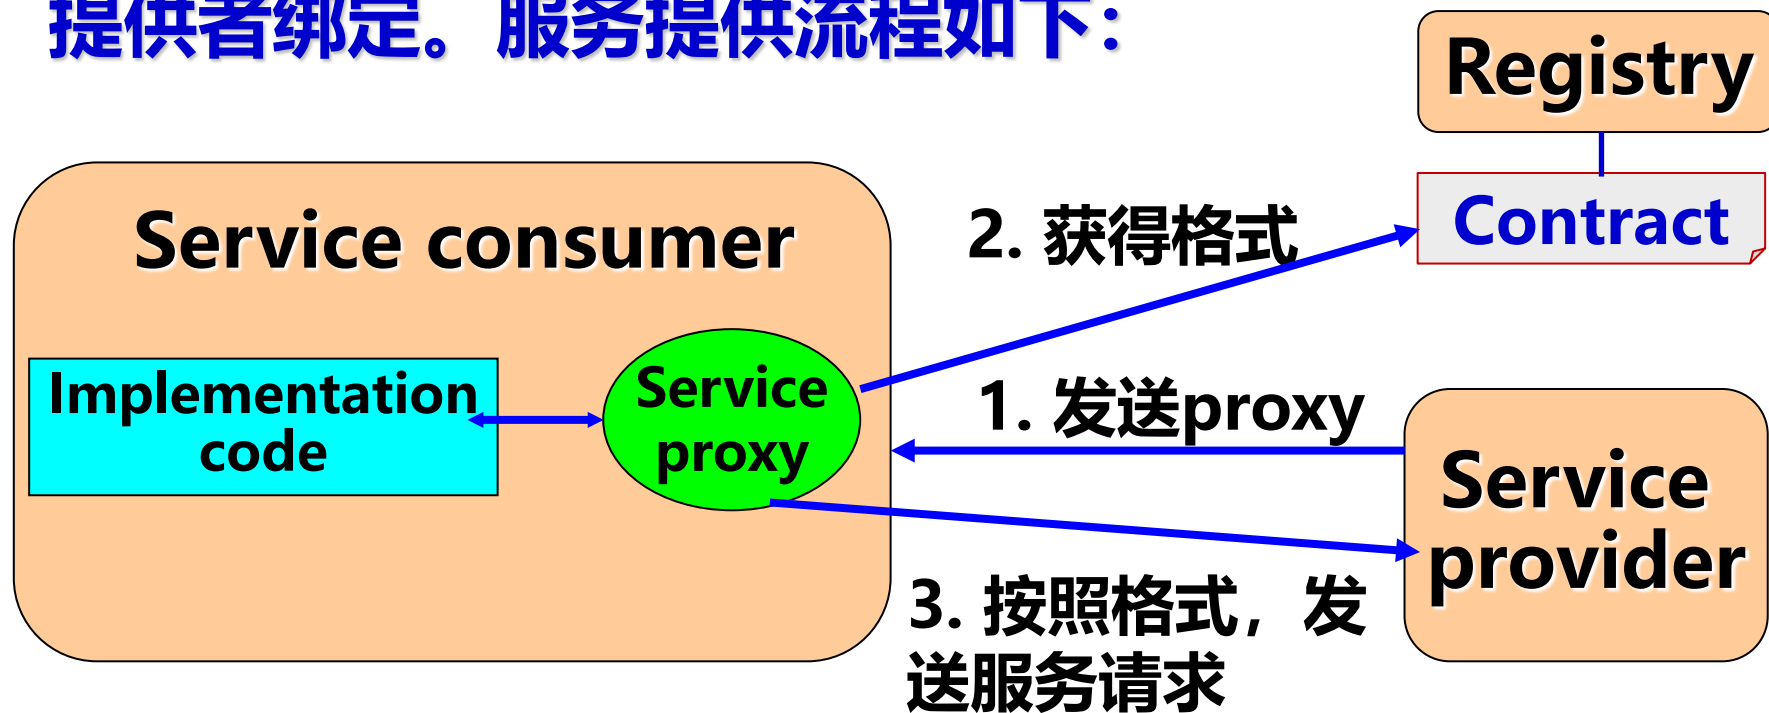 提供者绑定。服务提供流程如下：
Registry
Contract
Service consumer
2. 获得格式
Implementation
code
Service
proxy
1. 发送proxy
Service
provider
3. 按照格式，发
送服务请求